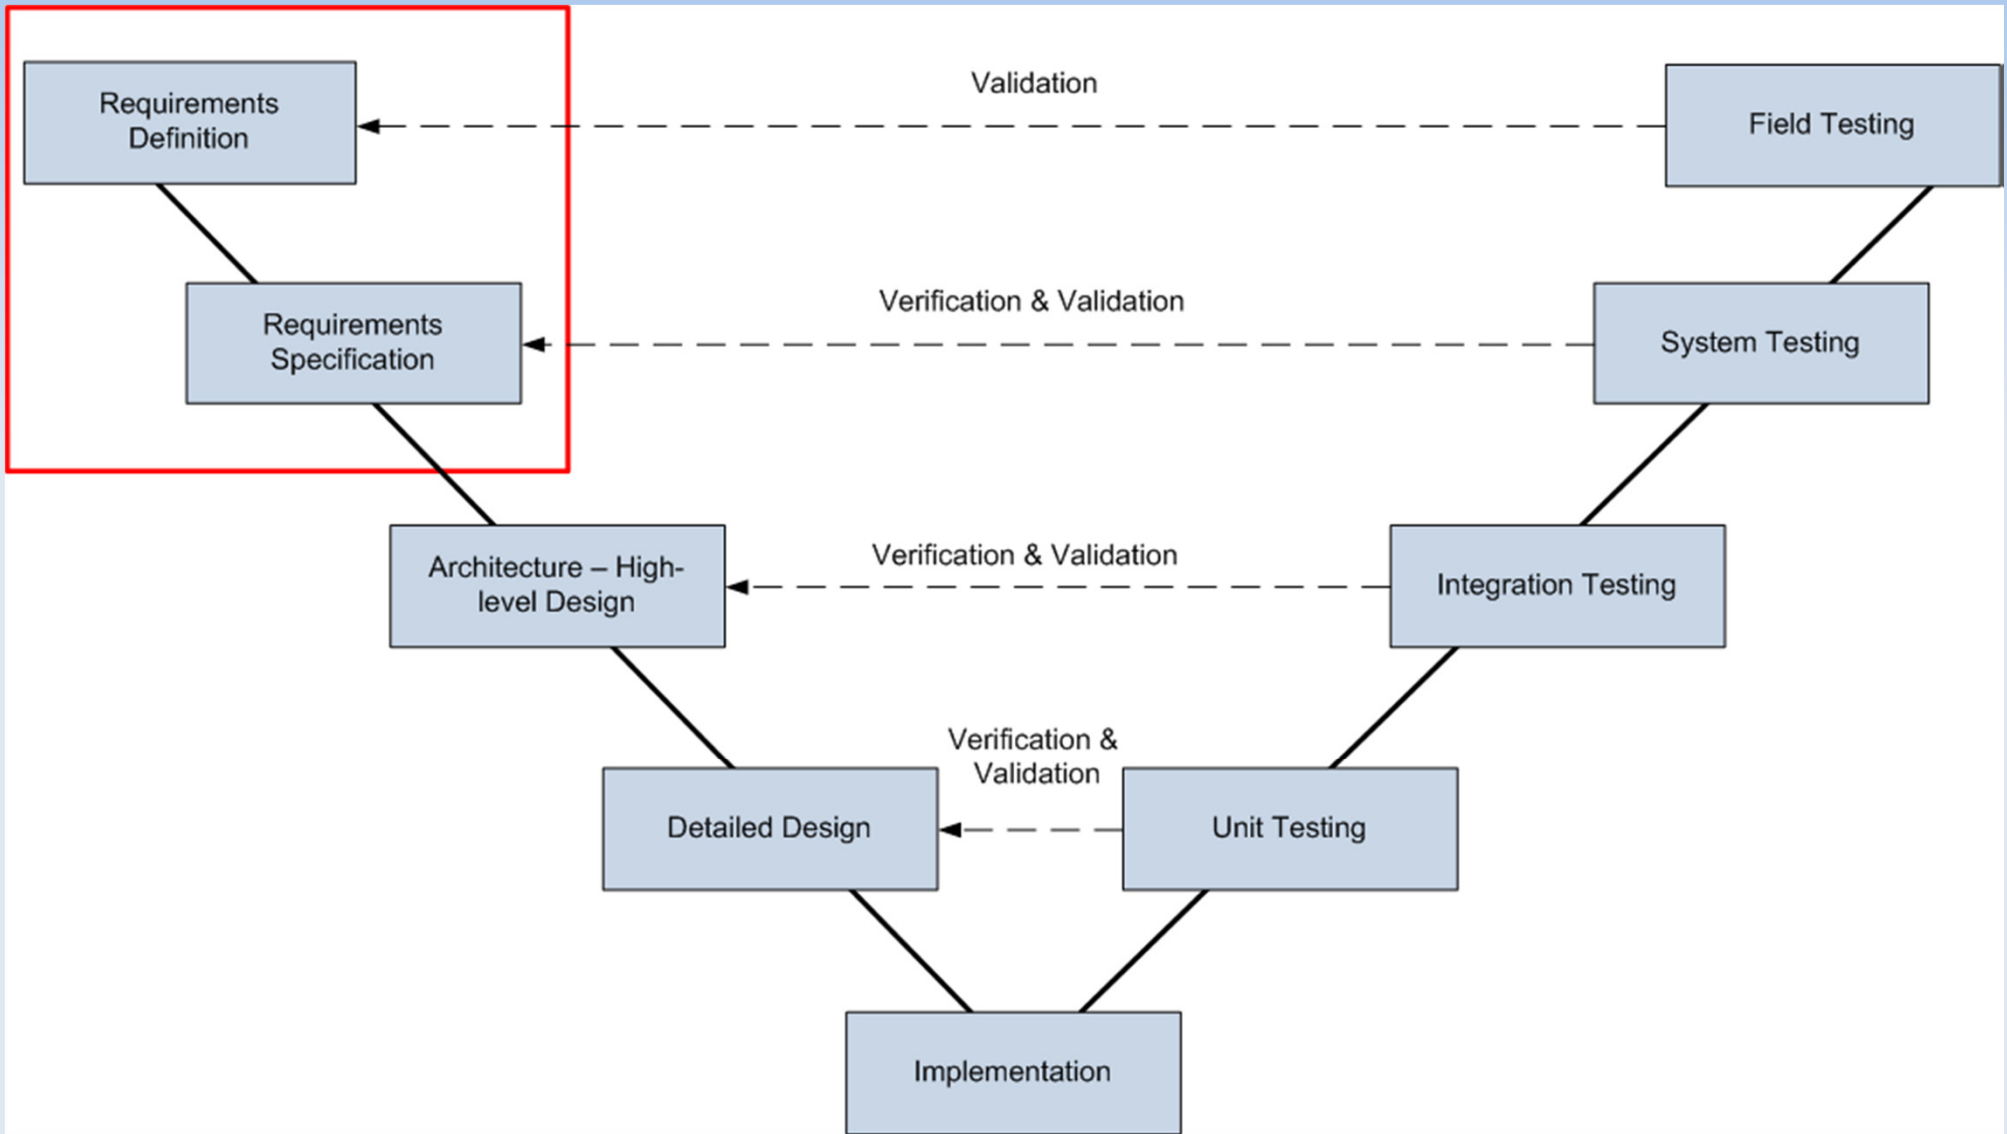 Requirements
Definition
Validation
Field Testing
Requirements
Specification
Verification & Validation
System Testing
Architecture – High-
level Design
Verification & Validation
Integration Testing
Detailed Design
Verification &
Validation
Unit Testing
Implementation